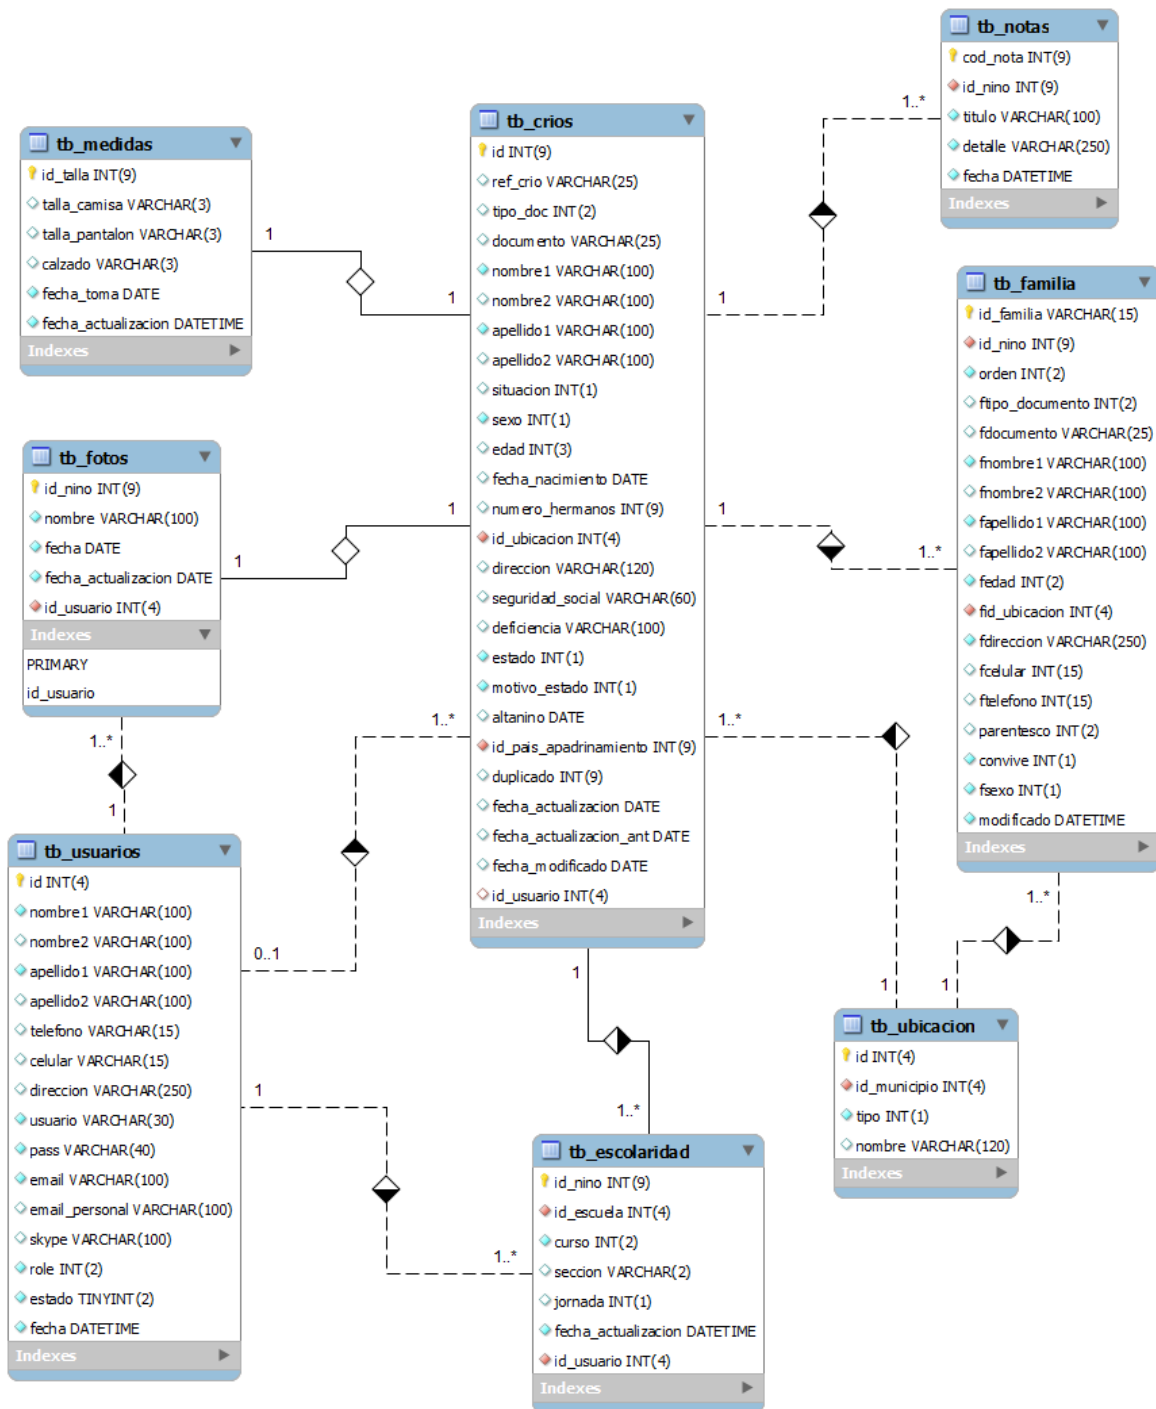 tb_notas
cod_nota INT(9)
id_nino INT(9)
titulo VARCHAR(100)
detalle VARCHAR(250)
fecha DATETIME
Indexes
1..*
1
tb_medidas
id_talla INT(9)
talla_camisa VARCHAR(3)
talla_pantalon VARCHAR(3)
calzado VARCHAR(3)
fecha_toma DATE
fecha_actualizacion DATETIME
Indexes
1
1
tb_crios
id INT(9)
ref_crio VARCHAR(25)
tipo_doc INT(2)
documento VARCHAR(25)
nombre1 VARCHAR(100)
nombre2 VARCHAR(100)
apellido1 VARCHAR(100)
apellido2 VARCHAR(100)
situacion INT(1)
sexo INT(1)
edad INT(3)
fecha_nacimiento DATE
numero_hermanos INT(9)
id_ubicacion INT(4)
direccion VARCHAR(120)
seguridad_social VARCHAR(60)
deficiencia VARCHAR(100)
estado INT(1)
motivo_estado INT(1)
altanino DATE
id_pais_apadrinamiento INT(9)
duplicado INT(9)
fecha_actualizacion DATE
fecha_actualizacion_ant DATE
fecha_modificado DATE
id_usuario INT(4)
Indexes
tb_familia
id_familia VARCHAR(15)
id_nino INT(9)
orden INT(2)
ftipo_documento INT(2)
fdocumento VARCHAR(25)
fnombre1 VARCHAR(100)
fnombre2 VARCHAR(100)
fapellido1 VARCHAR(100)
fapellido2 VARCHAR(100)
fedad INT(2)
fid_ubicacion INT(4)
fdireccion VARCHAR(250)
fcelular INT(15)
ftelefono INT(15)
parentesco INT(2)
convive INT(1)
fsexo INT(1)
modificado DATETIME
Indexes
1
1..*
tb_fotos
id_nino INT(9)
nombre VARCHAR(100)
fecha DATE
fecha_actualizacion DATE
id_usuario INT(4)
Indexes
PRIMARY
id_usuario
1
1
1..*
1
1..*
0..1
1..*
1
1..*
1
tb_usuarios
id INT(4)
nombre1 VARCHAR(100)
nombre2 VARCHAR(100)
apellido1 VARCHAR(100)
apellido2 VARCHAR(100)
telefono VARCHAR(15)
celular VARCHAR(15)
direccion VARCHAR(250)
usuario VARCHAR(30)
pass VARCHAR(40)
email VARCHAR(100)
email_personal VARCHAR(100)
skype VARCHAR(100)
role INT(2)
estado TINYINT(2)
fecha DATETIME
Indexes
1
1..*
1
1..*
tb_ubicacion
id INT(4)
id_municipio INT(4)
tipo INT(1)
nombre VARCHAR(120)
Indexes
tb_escolaridad
id_nino INT(9)
id_escuela INT(4)
curso INT(2)
seccion VARCHAR(2)
jornada INT(1)
fecha_actualizacion DATETIME
id_usuario INT(4)
Indexes